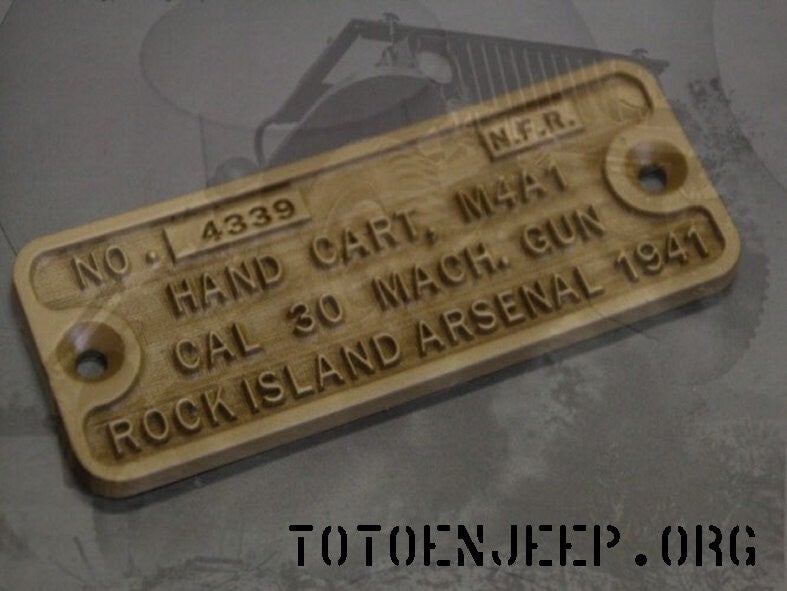 N.F.R.
NO. 4339
HAND CART, M4A1
CAL 30 MACH. GUN
ROCK ISLAND ARSENAL 1941
TOTOENJEEP.ORG